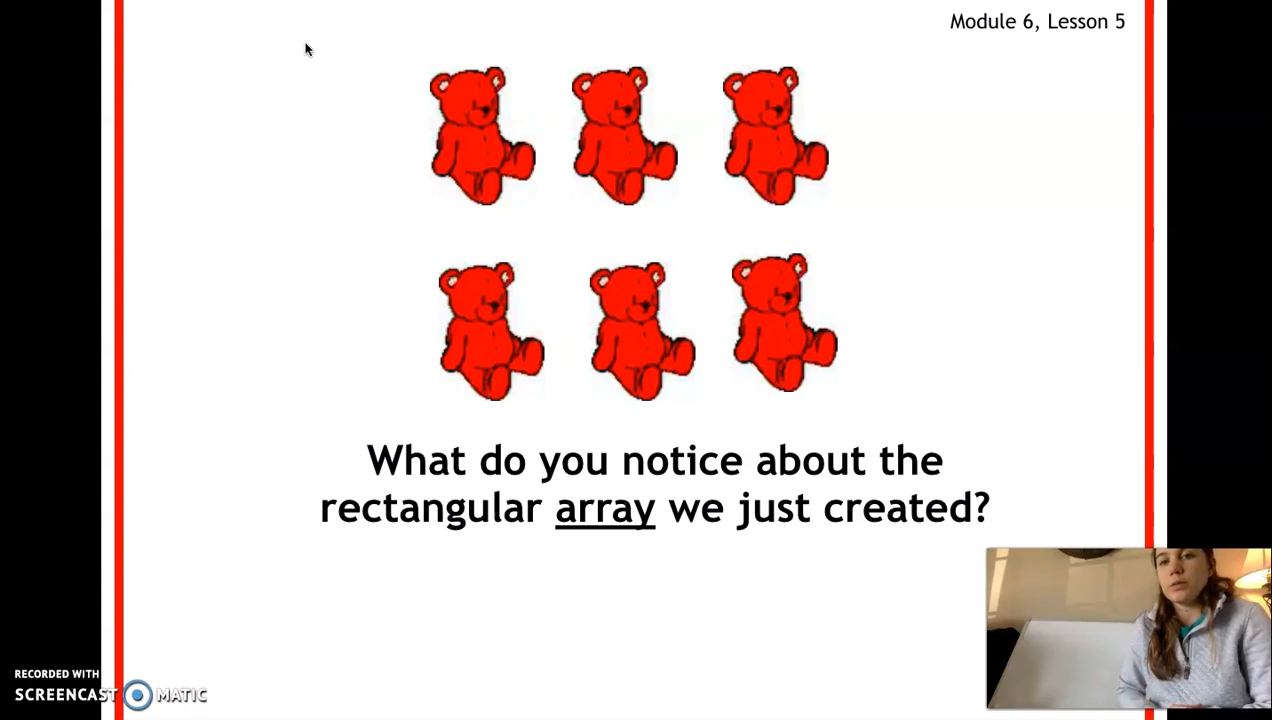 Module 6, Lesson 5
What do you notice about the
rectangular array we just created?
RECORDED WITH
SCREENCAST MATIC